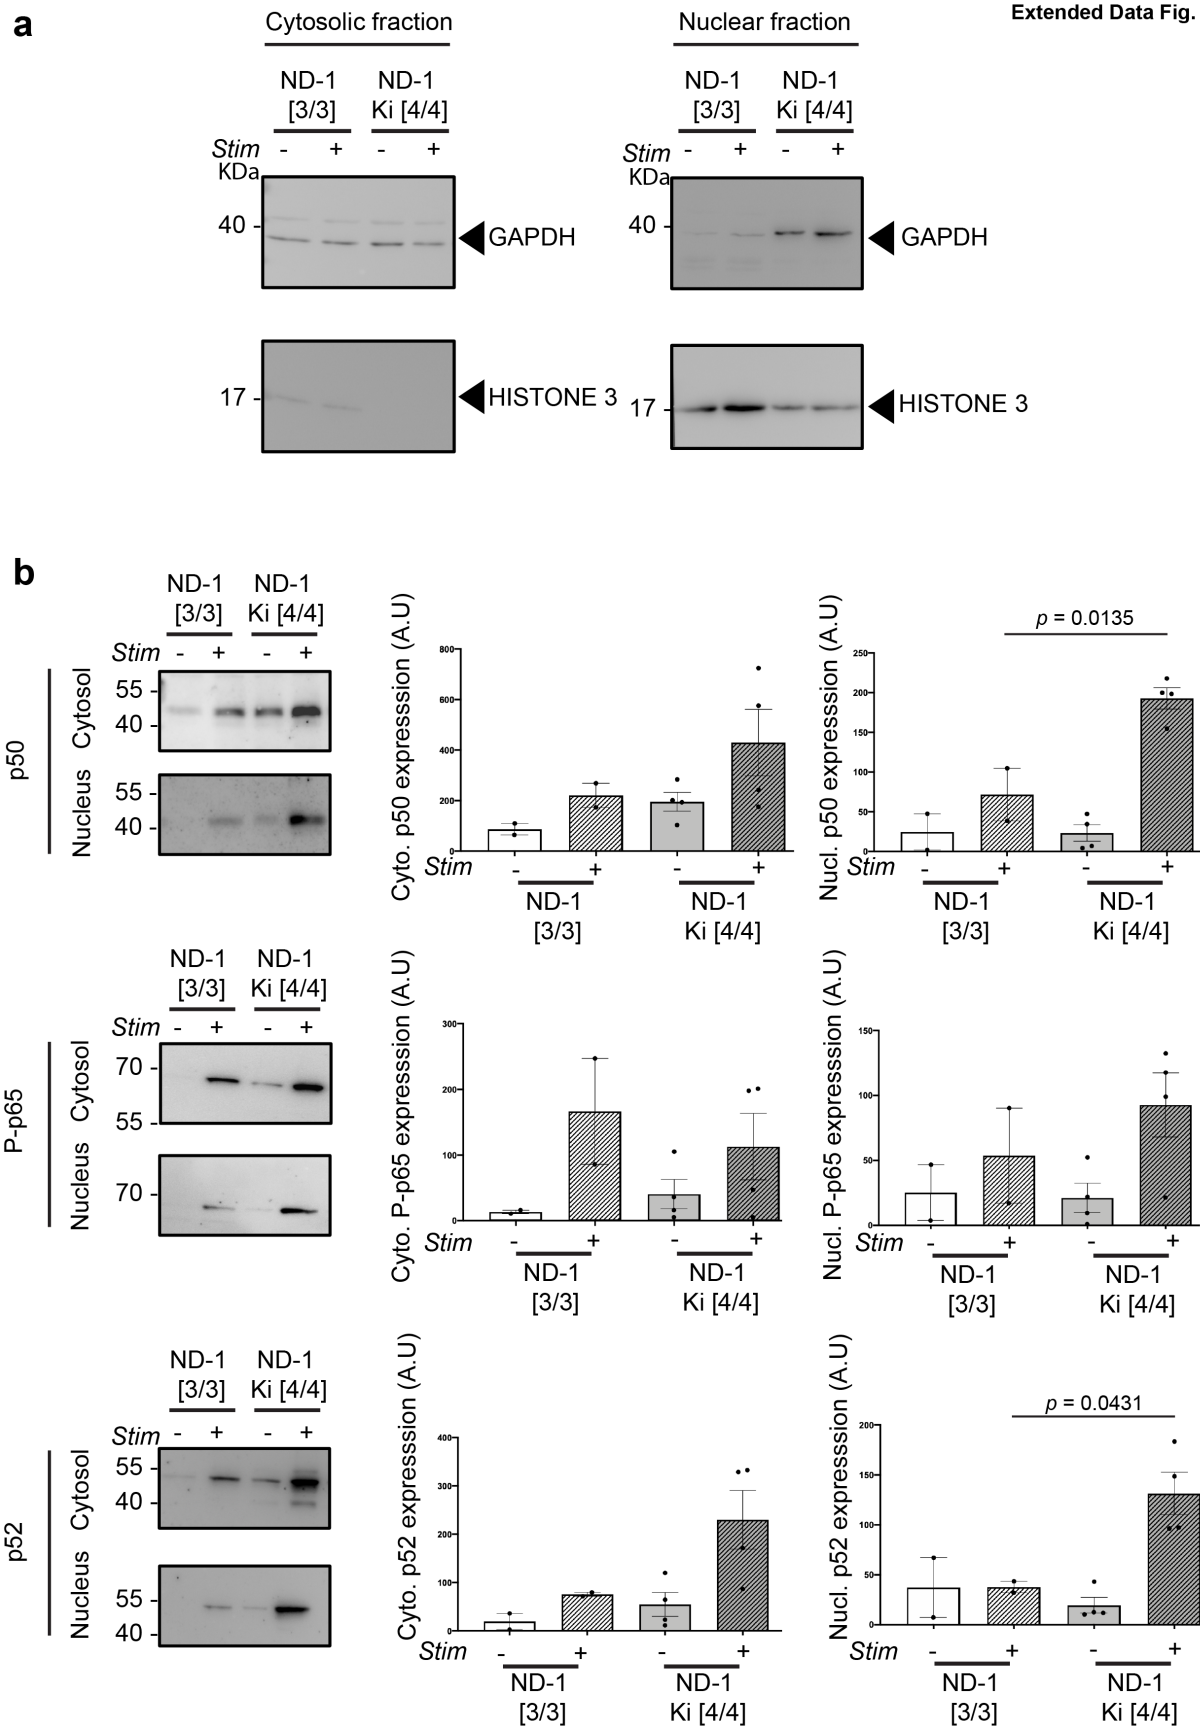 Extended Data Fig.
a
Cytosolic fraction
Nuclear fraction
ND-1
[3/3]
ND-1
Ki [4/4]
ND-1
[3/3]
ND-1
Ki [4/4]
Stim - + - +
Stim - + - +
KDa
KDa
40 -
GAPDH
40 -
GAPDH
17 -
HISTONE 3
17 -
HISTONE 3
b
ND-1
[3/3]
ND-1
Ki [4/4]
Stim - + - +
p50
Cytosol
55 -
40 -
Nucleus
55 -
40 -
Cyto. p50 expresssion (A.U)
800
600
400
200
0
Stim - + - +
ND-1
[3/3]
ND-1
Ki [4/4]
Nucl. p50 expresssion (A.U)
p = 0.0135
250
200
150
100
50
0
Stim - + - +
ND-1
[3/3]
ND-1
Ki [4/4]
ND-1
[3/3]
ND-1
Ki [4/4]
Stim - + - +
P-p65
Cytosol
70 -
55 -
Nucleus
70 -
Cyto. P-p65 expresssion (A.U)
300
200
100
0
Stim - + - +
ND-1
[3/3]
ND-1
Ki [4/4]
Nucl. P-p65 expresssion (A.U)
150
100
50
0
Stim - + - +
ND-1
[3/3]
ND-1
Ki [4/4]
ND-1
[3/3]
ND-1
Ki [4/4]
Stim - + - +
p52
Cytosol
55 -
40 -
Nucleus
55 -
40 -
Cyto. p52 expresssion (A.U)
400
300
200
100
0
Stim - + - +
ND-1
[3/3]
ND-1
Ki [4/4]
Nucl. p52 expresssion (A.U)
p = 0.0431
200
150
100
50
0
Stim - + - +
ND-1
[3/3]
ND-1
Ki [4/4]